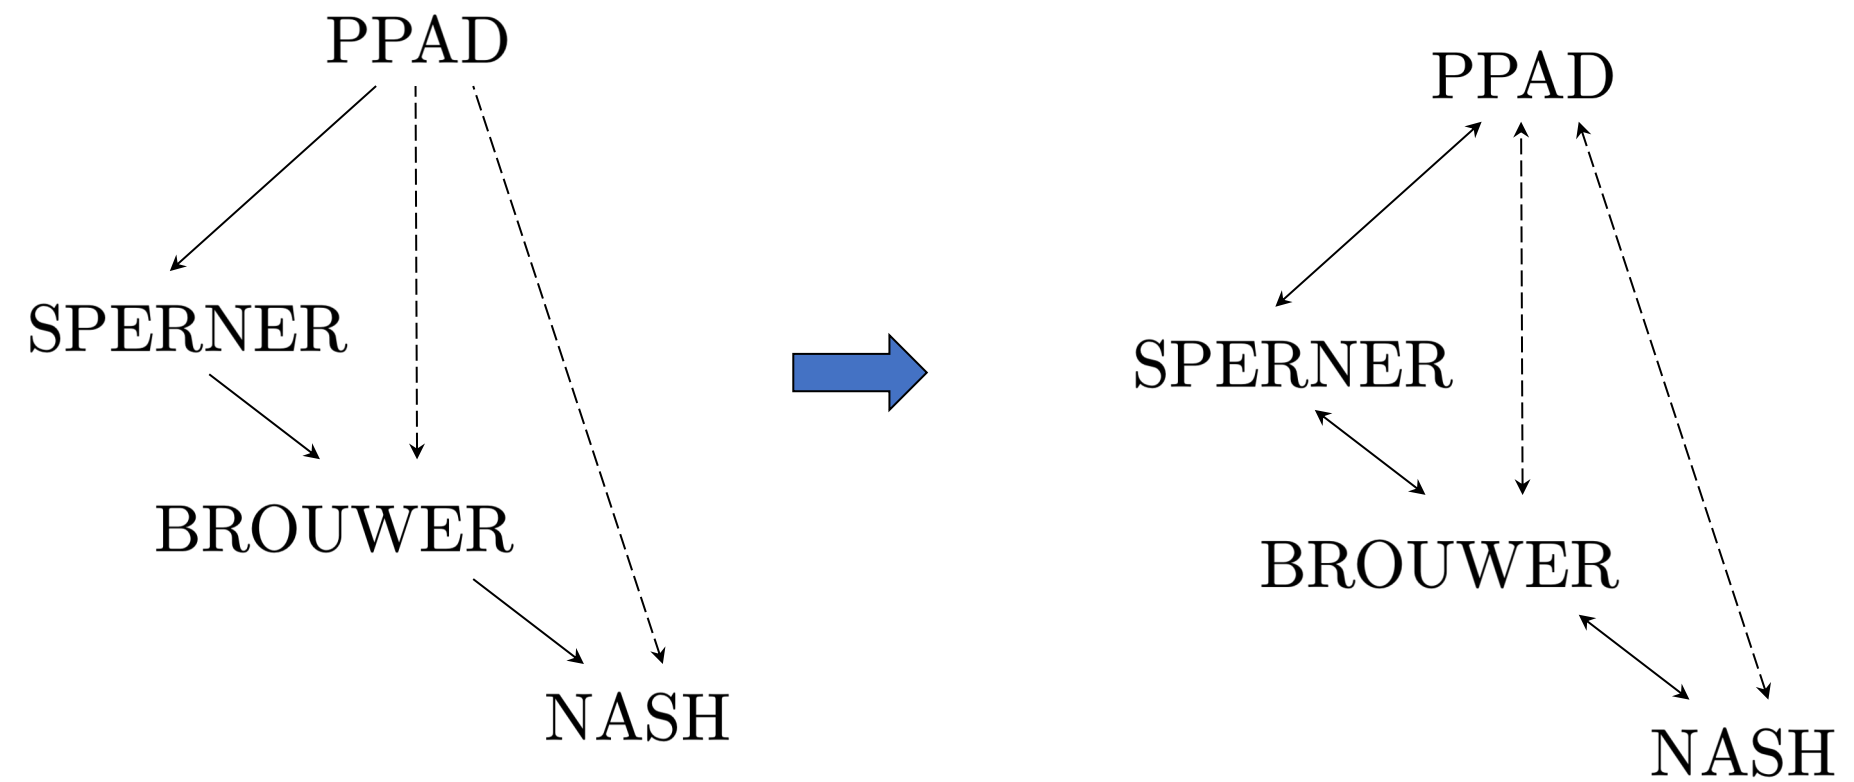 PPAD
SPERNER
BROUWER
NASH
PPAD
SPERNER
BROUWER
NASH